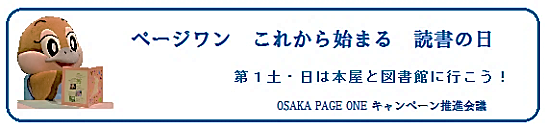 ページワン　これから始まる　読書の日
第１土・日は本屋と図書館に行こう！
OSAKA PAGE ONE キャンペーン推進会議